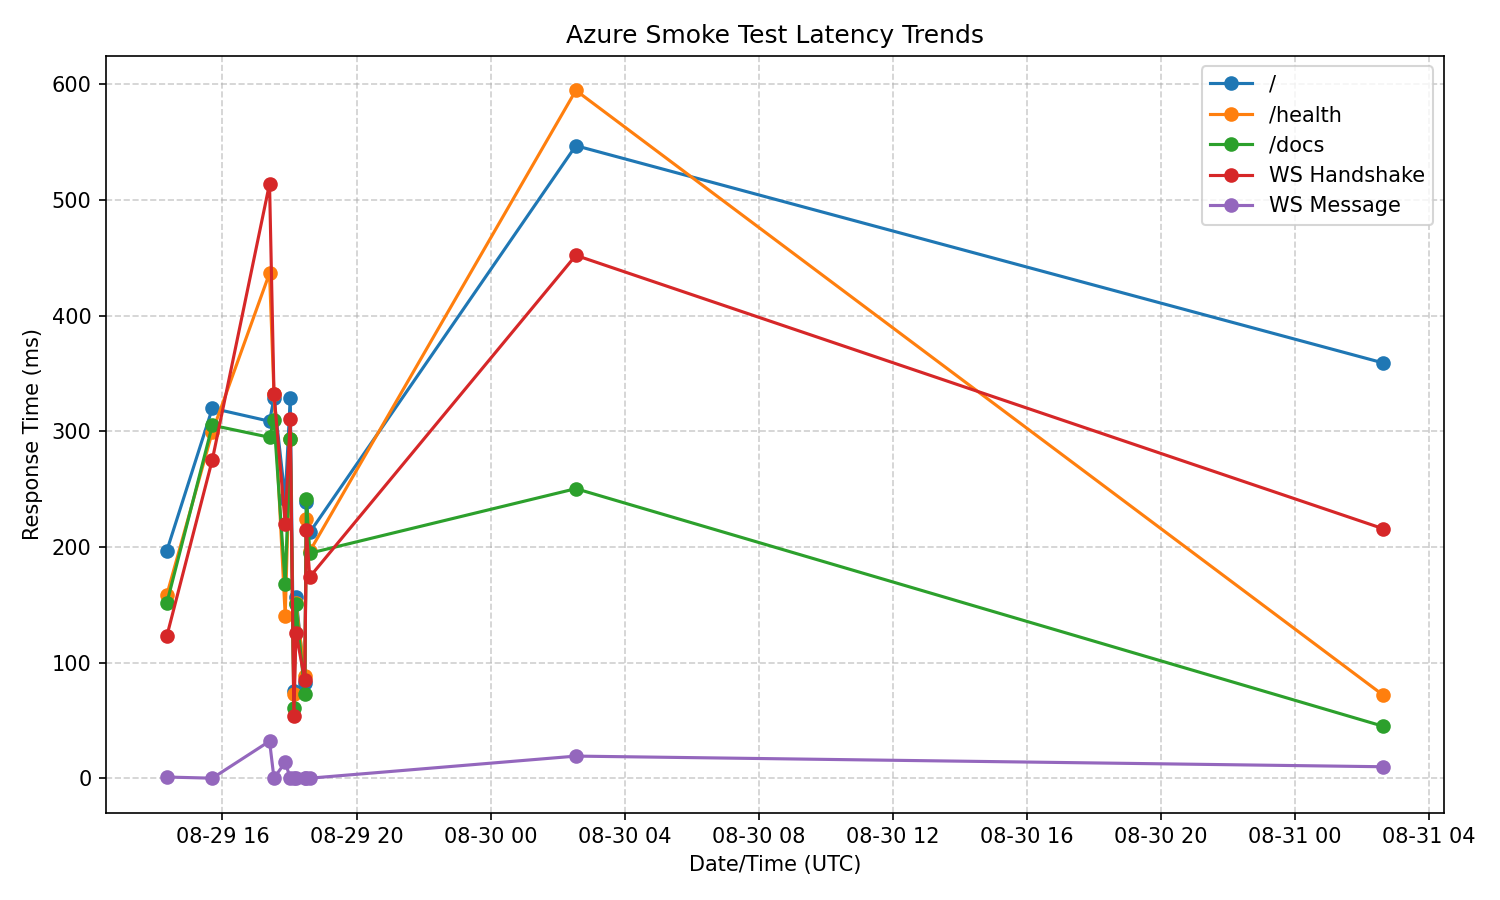 Azure Smoke Test Latency Trends
/
/health
/docs
WS Handshake
WS Message
Response Time (ms)
600
500
400
300
200
100
0
08-29 16
08-29 20
08-30 00
08-30 04
08-30 08
08-30 12
08-30 16
08-30 20
08-31 00
08-31 04
Date/Time (UTC)